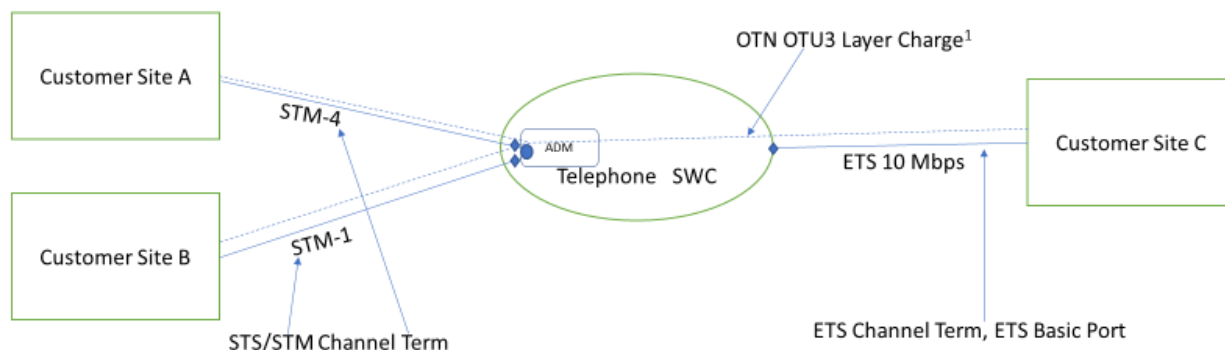 OTN OTU3 Layer Charge1
Customer Site A
STM-4
ADM
Telephone SWC
ETS 10 Mbps
Customer Site C
STM-1
Customer Site B
STS/STM Channel Term
ETS Channel Term, ETS Basic Port